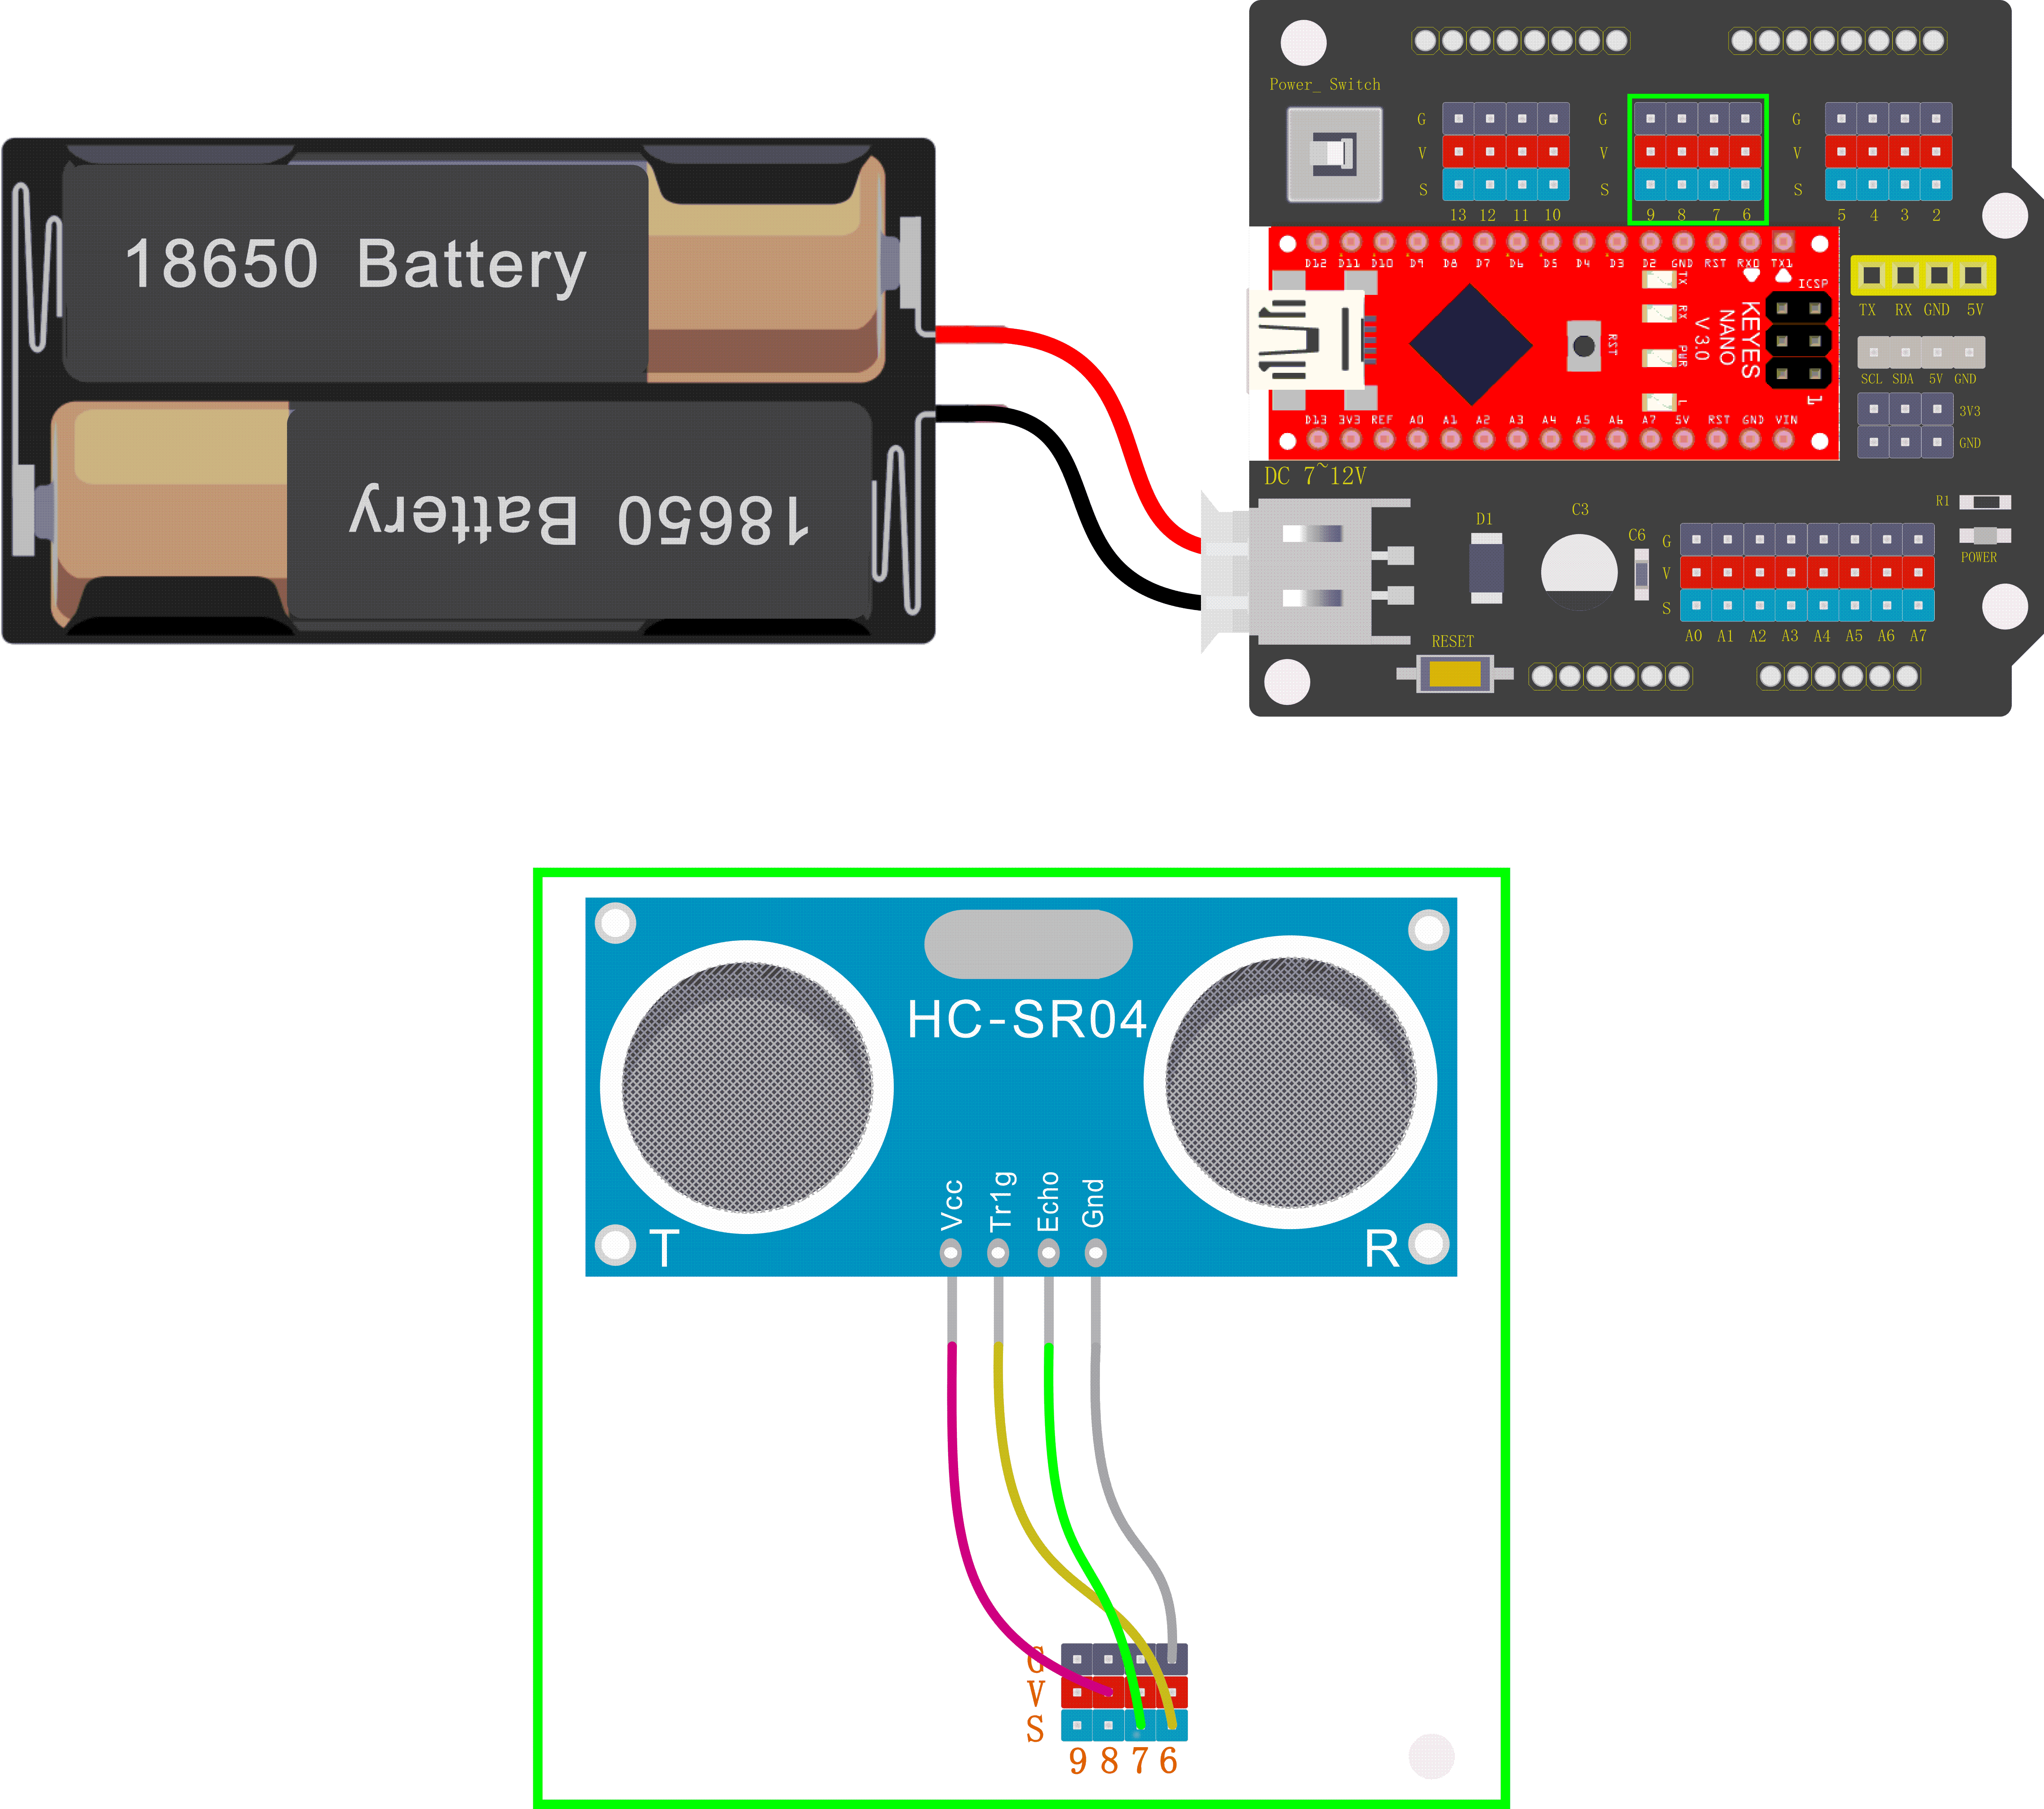 Power_ Switch
G
V
S
13 12 11 10
G
V
S
9 8 7 6
G
V
S
5 4 3 2
18650 Battery
18650 Battery
D12 D11 D10 D9 D8 D7 D6 D5 D4 D3 D2 GND RST RX0 TX1
TX
RX
PWR
L
RST
KEYES
NANO
V 3.0
ICSP
1
D13 3V3 REF A0 A1 A2 A3 A4 A5 A6 A7 5V RST GND VIN
TX RX GND 5V
SCL SDA 5V GND
3V3
GND
DC 7~12V
D1
C3
C6
R1
POWER
G
V
S
A0 A1 A2 A3 A4 A5 A6 A7
RESET
HC-SR04
Vcc
Tr1g
Echo
Gnd
T
R
G
V
S
9 8 7 6